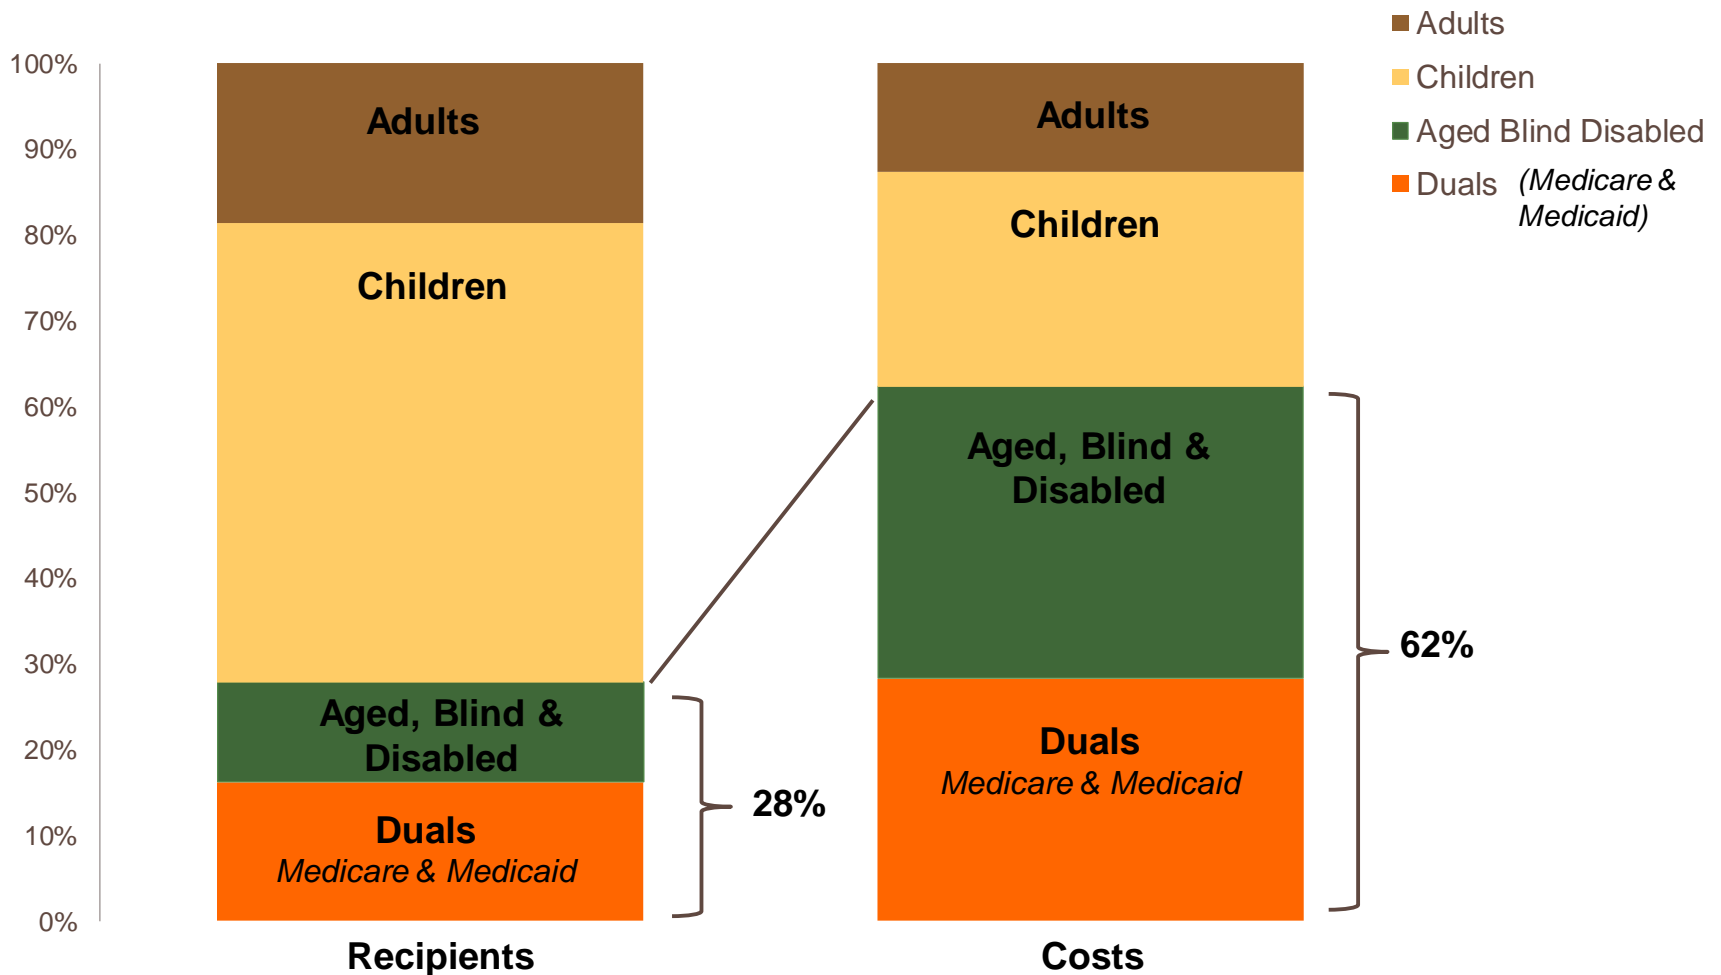 Adults
Children
Aged Blind Disabled
Duals (Medicare &
Medicaid)
100%
90%
80%
70%
60%
50%
40%
30%
20%
10%
0%
Adults
Children
Aged, Blind &
Disabled
Duals
Medicare & Medicaid
28%
Adults
Children
Aged, Blind &
Disabled
Duals
Medicare & Medicaid
62%
Recipients
Costs